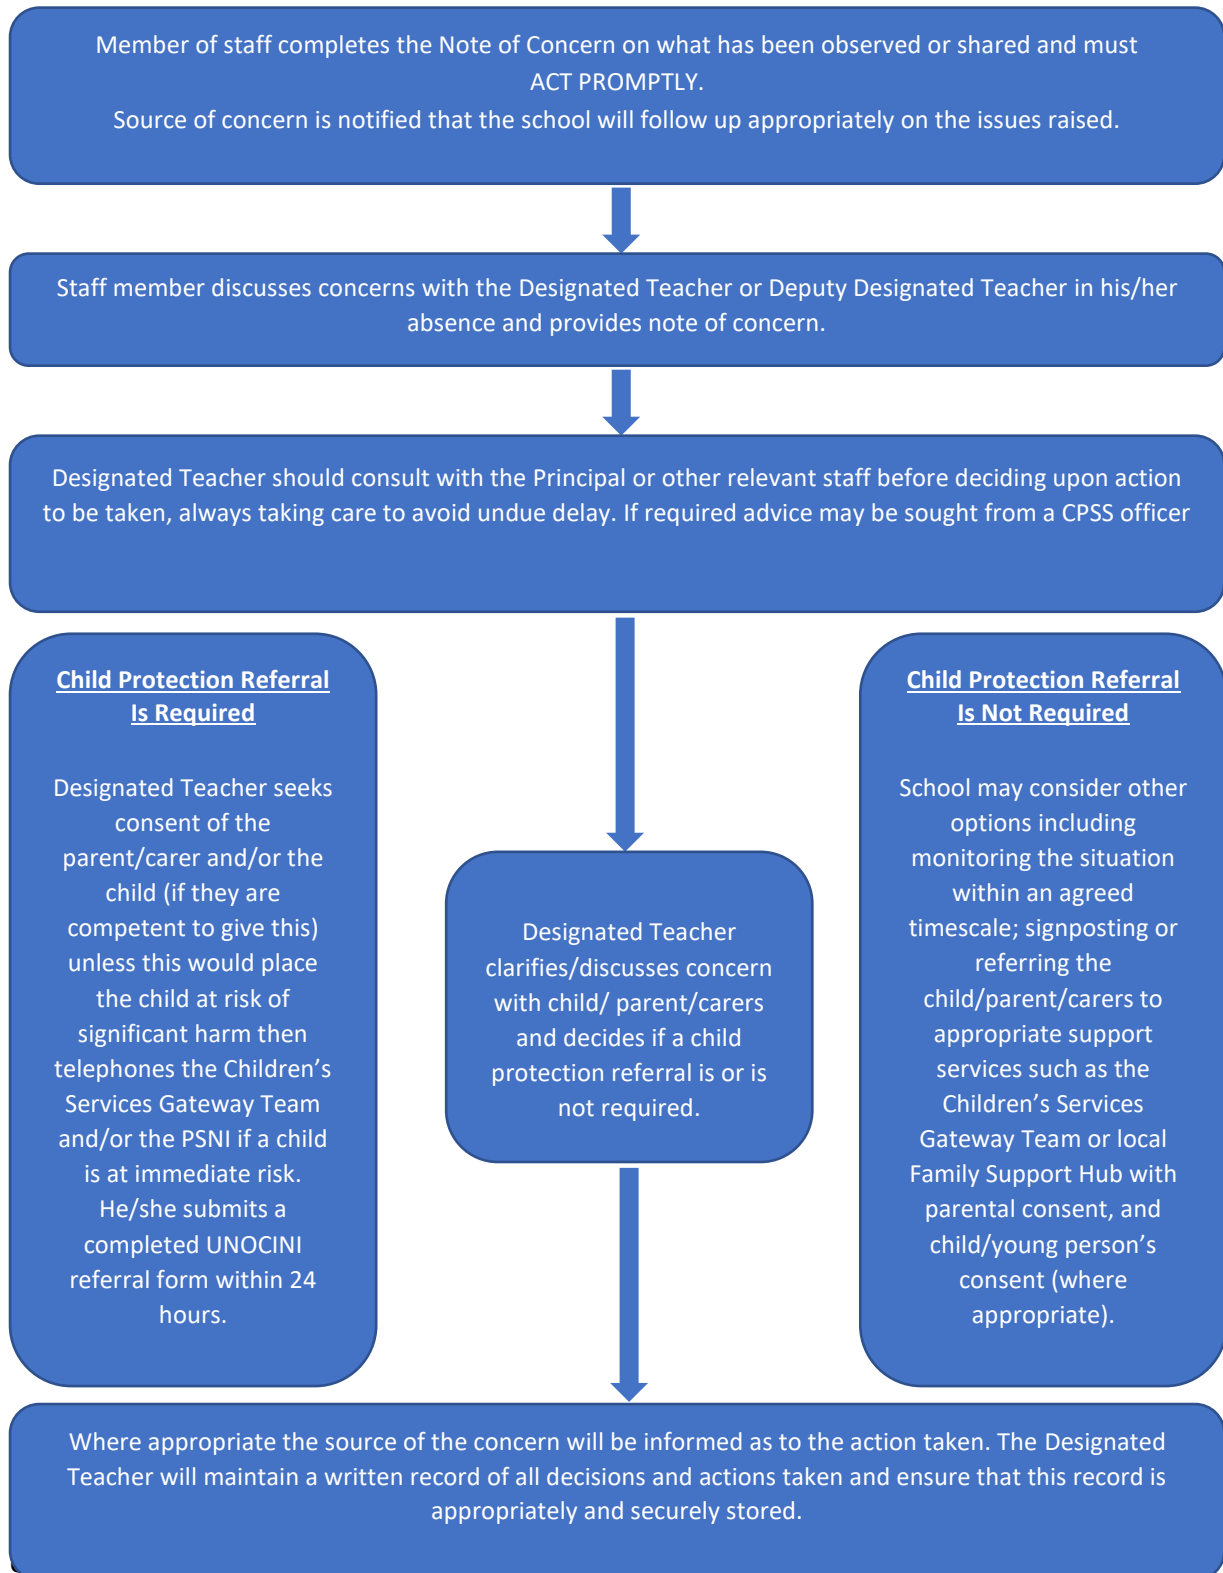 Member of staff completes the Note of Concern on what has been observed or shared and must
ACT PROMPTLY.
Source of concern is notified that the school will follow up appropriately on the issues raised.
Staff member discusses concerns with the Designated Teacher or Deputy Designated Teacher in his/her
absence and provides note of concern.
Designated Teacher should consult with the Principal or other relevant staff before deciding upon action
to be taken, always taking care to avoid undue delay. If required advice may be sought from a CPSS officer
Child Protection Referral
Is Required
Designated Teacher seeks
consent of the
parent/carer and/or the
child (if they are
competent to give this)
unless this would place
the child at risk of
significant harm then
telephones the Children’s
Services Gateway Team
and/or the PSNI if a child
is at immediate risk.
He/she submits a
completed UNOCINI
referral form within 24
hours.
Designated Teacher
clarifies/discusses concern
with child/ parent/carers
and decides if a child
protection referral is or is
not required.
Child Protection Referral
Is Not Required
School may consider other
options including
monitoring the situation
within an agreed
timescale; signposting or
referring the
child/parent/carers to
appropriate support
services such as the
Children’s Services
Gateway Team or local
Family Support Hub with
parental consent, and
child/young person’s
consent (where
appropriate).
Where appropriate the source of the concern will be informed as to the action taken. The Designated
Teacher will maintain a written record of all decisions and actions taken and ensure that this record is
appropriately and securely stored.